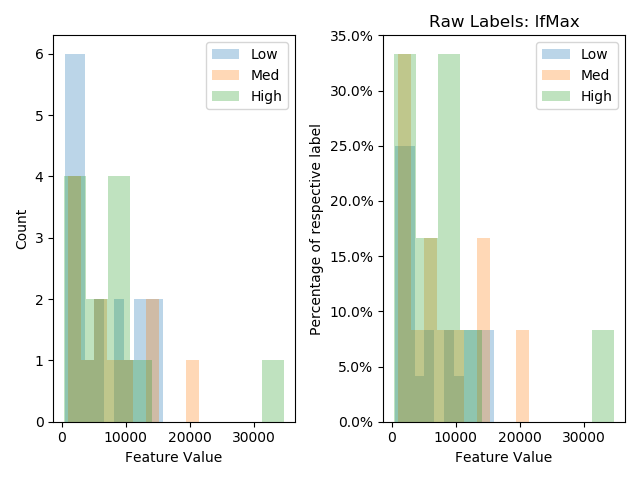 Raw Labels: lfMax
6
5
4
3
2
1
0
Count
0
10000
20000
30000
Feature Value
Low
Med
High
35.0%
30.0%
25.0%
20.0%
15.0%
10.0%
5.0%
0.0%
Percentage of respective label
0
10000
20000
30000
Feature Value
Low
Med
High